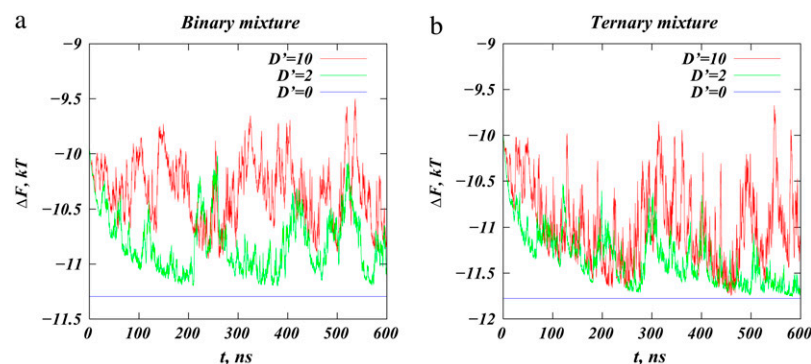 a
Binary mixture
D'=10
D'=2
D'=0
ΔF, kT
−9
−9.5
−10
−10.5
−11
−11.5
0 100 200 300 400 500 600
t, ns
b
Ternary mixture
D'=10
D'=2
D'=0
ΔF, kT
−9
−9.5
−10
−10.5
−11
−11.5
−12
0 100 200 300 400 500 600
t, ns